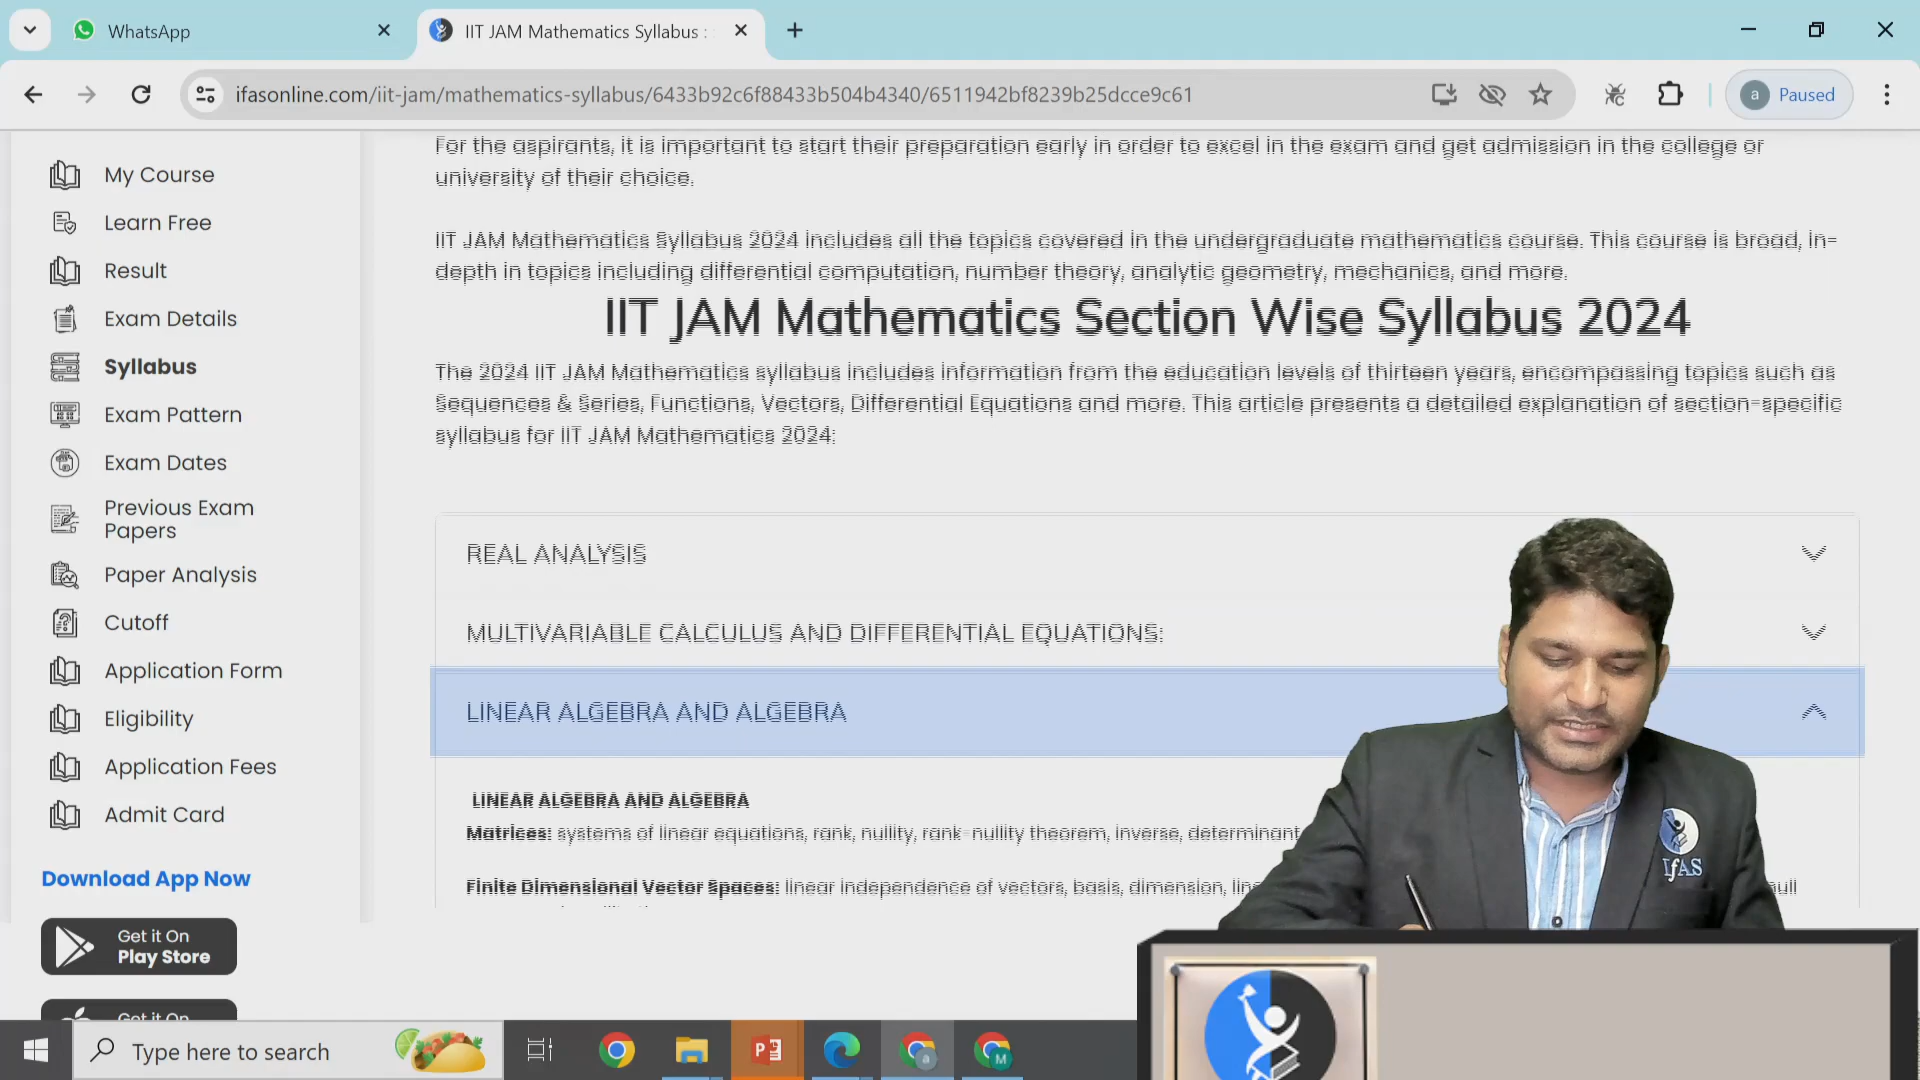 WhatsApp
IIT JAM Mathematics Syllabus :
ifasonline.com/iit-jam/mathematics-syllabus/6433b92c6f88433b504b4340/6511942bf8239b25dcce9c61
a Paused
My Course
Learn Free
Result
Exam Details
Syllabus
Exam Pattern
Exam Dates
Previous Exam
Papers
Paper Analysis
Cutoff
Application Form
Eligibility
Application Fees
Admit Card
Download App Now
Get it On
Play Store
Get it On
For the aspirants, it is important to start their preparation early in order to excel in the exam and get admission in the college or
university of their choice.
IIT JAM Mathematics Syllabus 2024 includes all the topics covered in the undergraduate mathematics course. This course is broad, in-
depth in topics including differential computation, number theory, analytic geometry, mechanics, and more.
IIT JAM Mathematics Section Wise Syllabus 2024
The 2024 IIT JAM Mathematics syllabus includes information from the education levels of thirteen years, encompassing topics such as
Sequences & Series, Functions, Vectors, Differential Equations and more. This article presents a detailed explanation of section-specific
syllabus for IIT JAM Mathematics 2024:
REAL ANALYSIS
MULTIVARIABLE CALCULUS AND DIFFERENTIAL EQUATIONS:
LINEAR ALGEBRA AND ALGEBRA
LINEAR ALGEBRA AND ALGEBRA
Matrices: systems of linear equations, rank, nullity, rank-nullity theorem, inverse, determinant
Finite Dimensional Vector Spaces: linear independence of vectors, basis, dimension,
IfAS
Type here to search
P
a
M